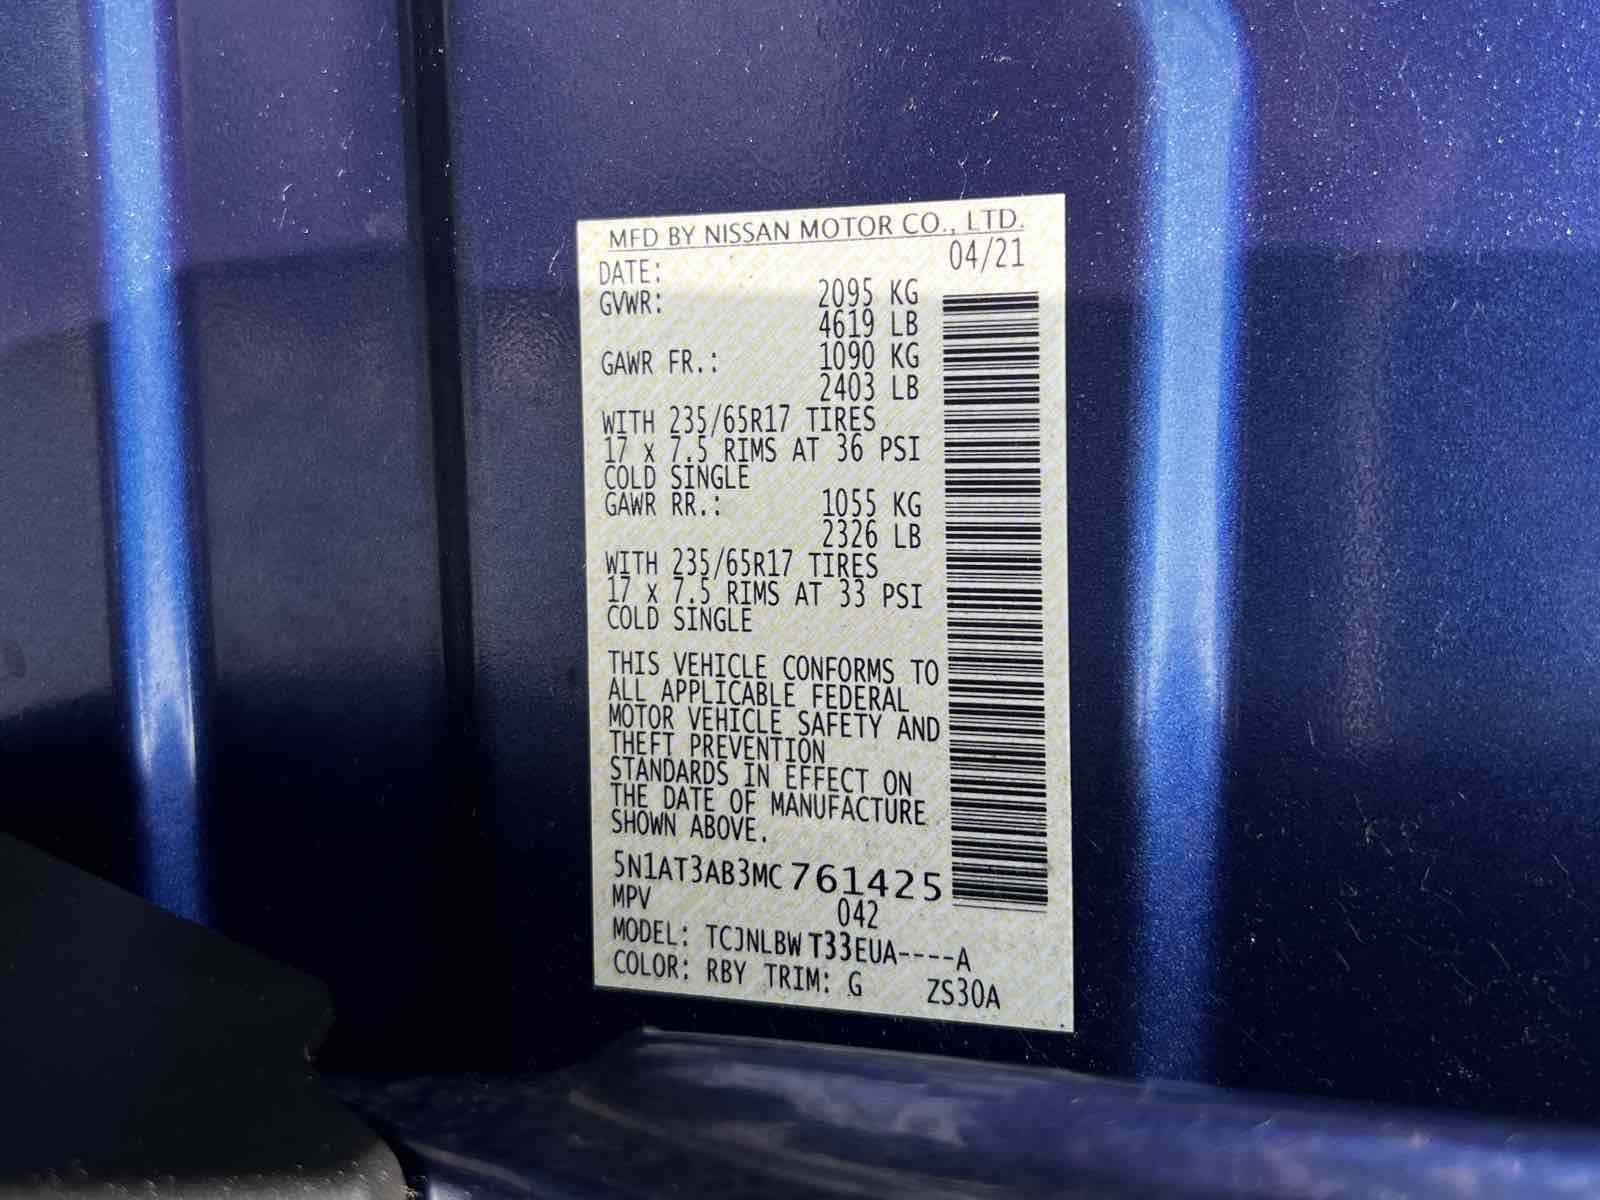 MFD BY NISSAN MOTOR CO., LTD.
DATE: 04/21
GVWR: 2095 KG
4619 LB
GAWR FR.: 1090 KG
2403 LB
WITH 235/65R17 TIRES
17 x 7.5 RIMS AT 36 PSI
COLD SINGLE
GAWR RR.: 1055 KG
2326 LB
WITH 235/65R17 TIRES
17 x 7.5 RIMS AT 33 PSI
COLD SINGLE
THIS VEHICLE CONFORMS TO
ALL APPLICABLE FEDERAL
MOTOR VEHICLE SAFETY AND
THEFT PREVENTION
STANDARDS IN EFFECT ON
THE DATE OF MANUFACTURE
SHOWN ABOVE.
5N1AT3AB3MC761425
MPV 042
MODEL: TCJNLBW T33EUA----A
COLOR: RBY TRIM: G ZS30A